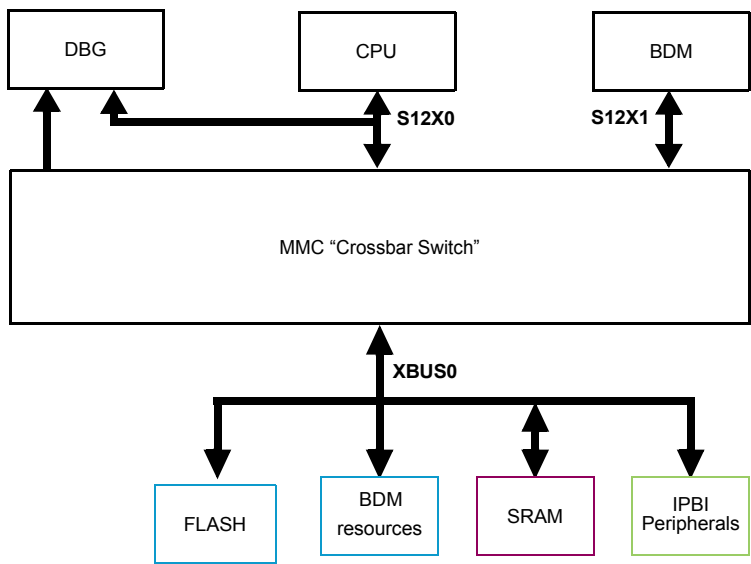 DBG
CPU
BDM
S12X0
S12X1
MMC “Crossbar Switch”
XBUS0
FLASH
BDM
resources
SRAM
IPBI
Peripherals